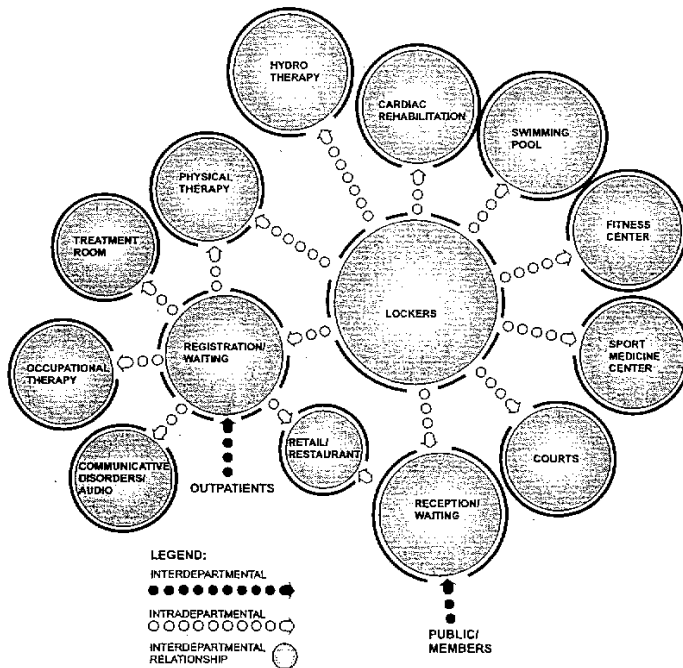 HYDRO
THERAPY
CARDIAC
REHABILITATION
SWIMMING
POOL
PHYSICAL
THERAPY
FITNESS
CENTER
TREATMENT
ROOM
LOCKERS
SPORT
MEDICINE
CENTER
REGISTRATION/
WAITING
OCCUPATIONAL
THERAPY
RETAIL/
RESTAURANT
COURTS
COMMUNICATIVE
DISORDERS/
AUDIO
OUTPATIENTS
RECEPTION/
WAITING
LEGEND:
INTERDEPARTMENTAL
INTRADEPARTMENTAL
INTERDEPARTMENTAL
RELATIONSHIP
PUBLIC/
MEMBERS